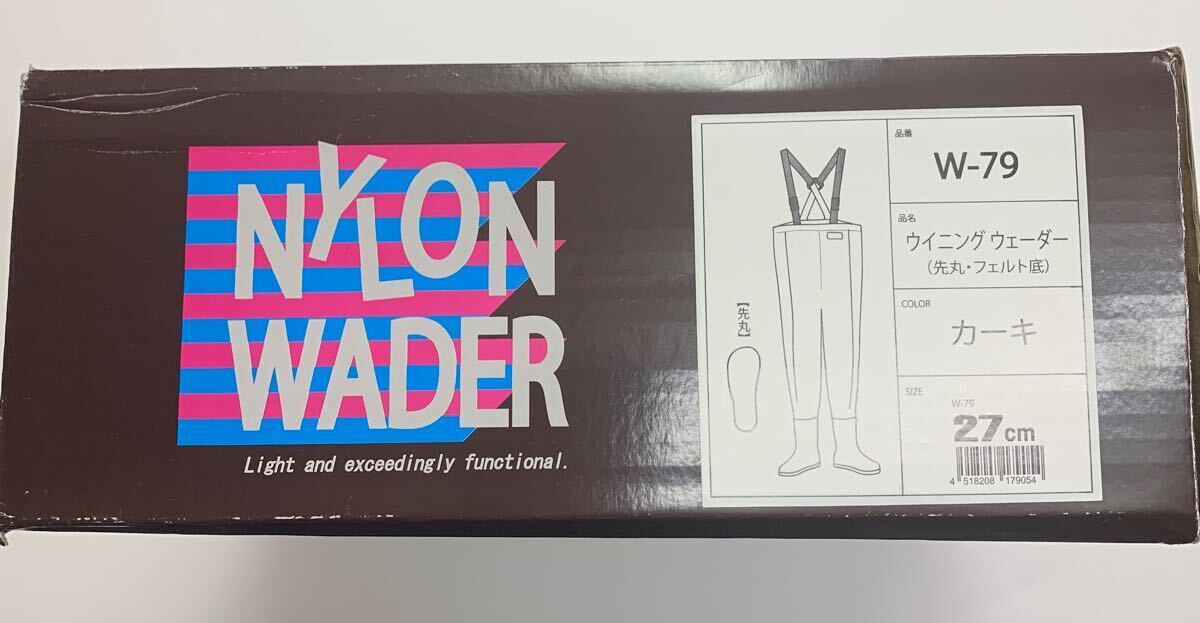 NYLON
WADER
Light and exceedingly functional.
【先丸】
品番
W-79
品名
ウイニング ウェーダー
(先丸・フェルト底)
COLOR
カーキ
SIZE
W-79
27cm
4 518208 179054